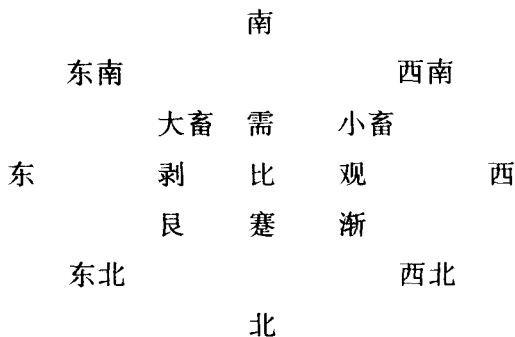 南
东南 西南
大畜 需 小畜
东 剥 比 观 西
艮 蹇 渐
东北 西北
北